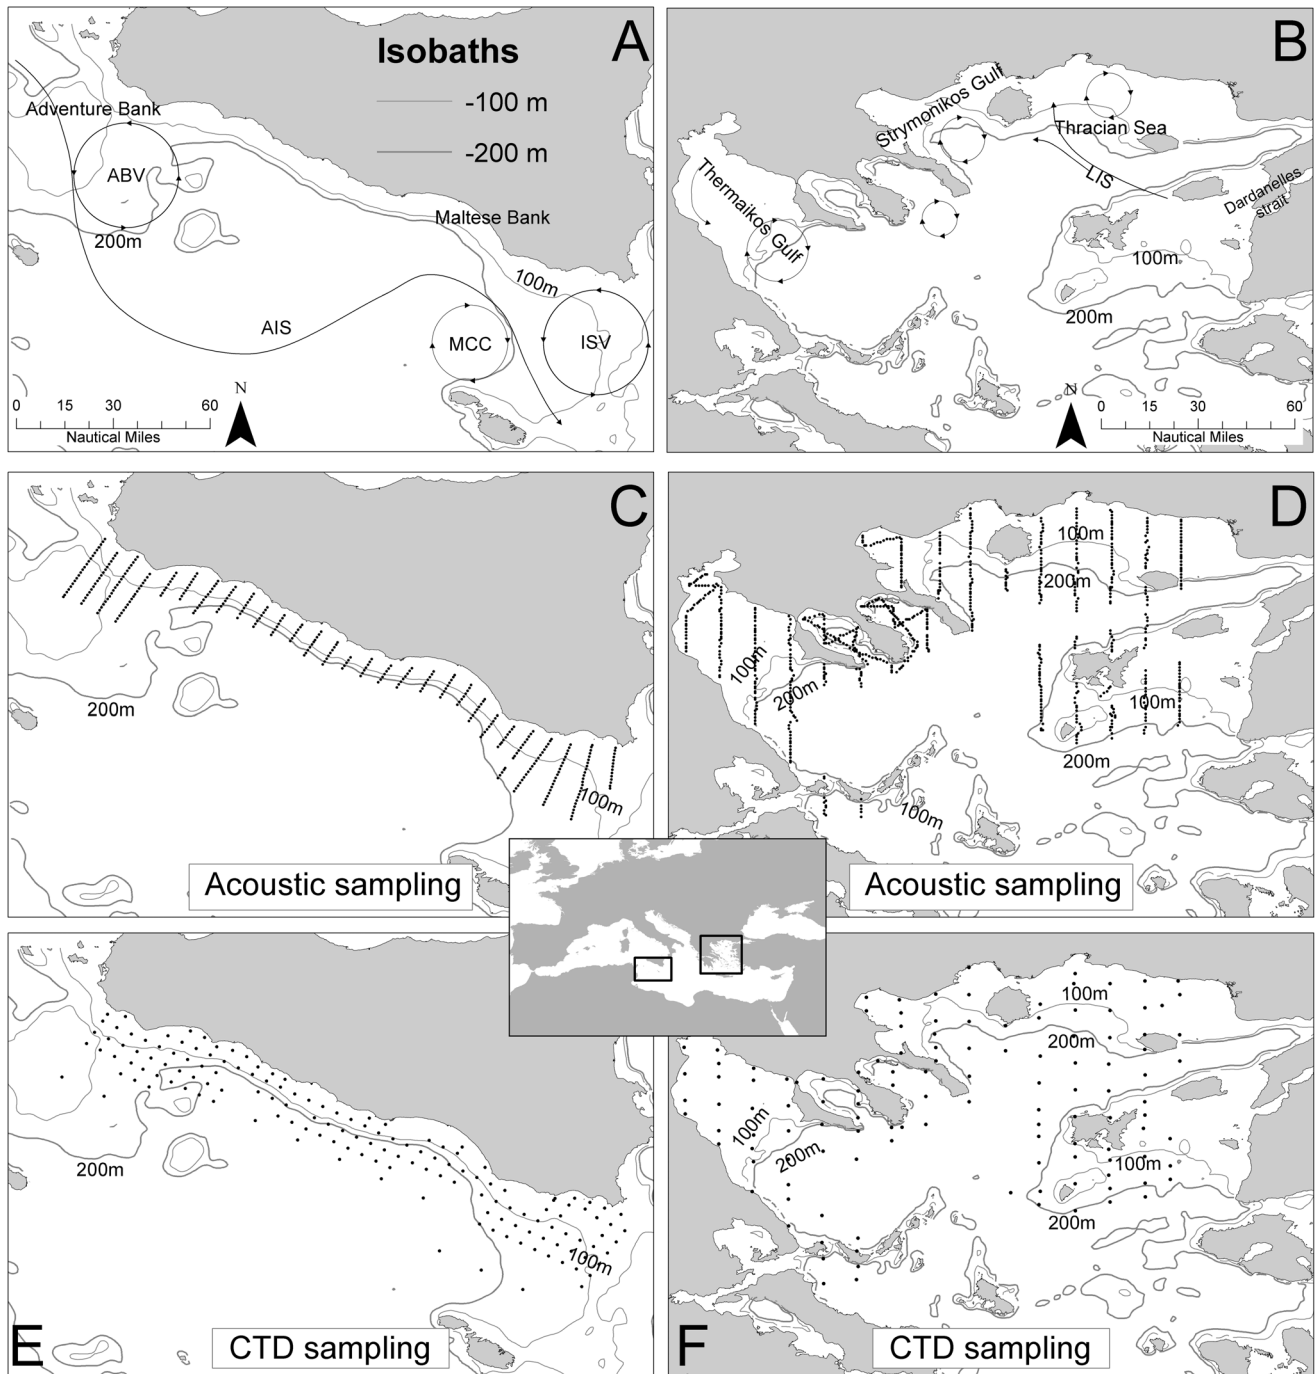 A
Isobaths
-100 m
-200 m
Adventure Bank
ABV
200m
Maltese Bank
100m
AIS
MCC
ISV
N
0 15 30 60
Nautical Miles
B
Strymonikos Gulf
Thracian Sea
Thermaikos Gulf
LIS
Dardanelles
strait
100m
200m
N
0 15 30 60
Nautical Miles
C
200m
100m
Acoustic sampling
D
100m
200m
100m
200m
100m
200m
100m
Acoustic sampling
200m
100m
E
CTD sampling
100m
200m
100m
200m
100m
200m
F
CTD sampling